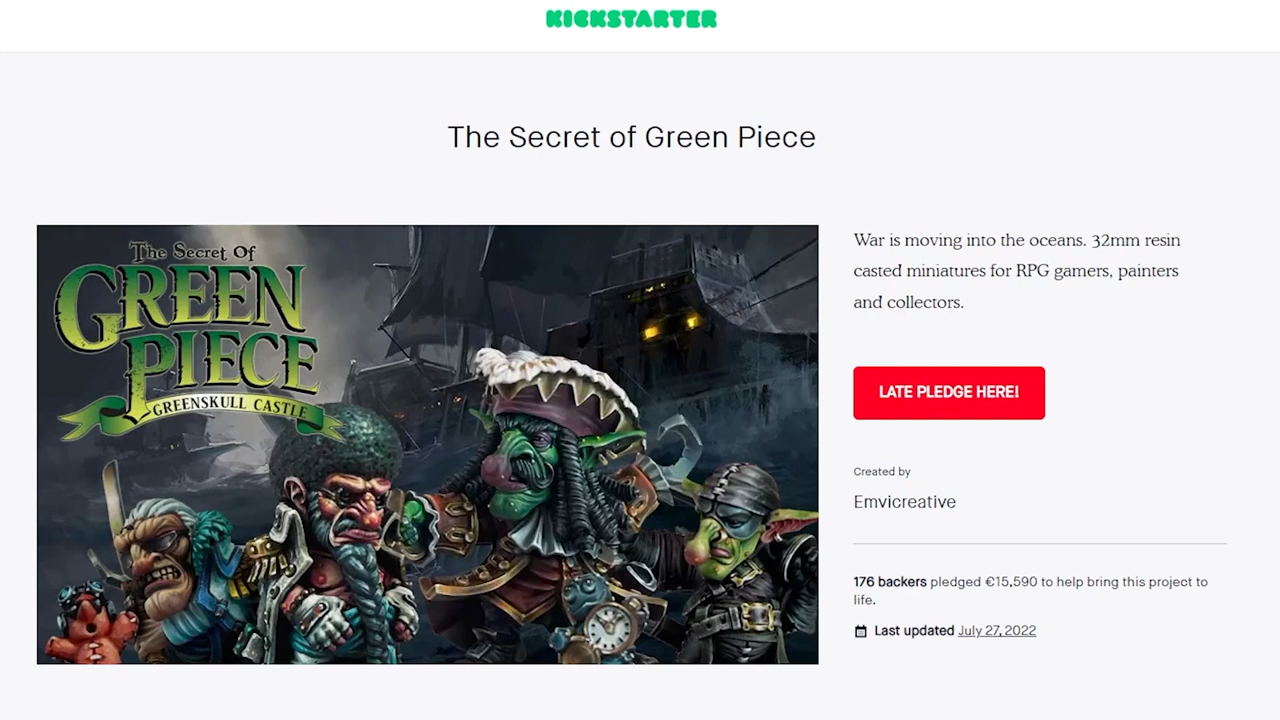 KICKSTARTER
The Secret of Green Piece
The Secret Of
GREEN
PIECE
GREENSKULL CASTLE
War is moving into the oceans. 32mm resin
casted miniatures for RPG gamers, painters
and collectors.
LATE PLEDGE HERE!
Created by
Emvicreative
176 backers pledged €15,590 to help bring this project to
life.
Last updated July 27, 2022